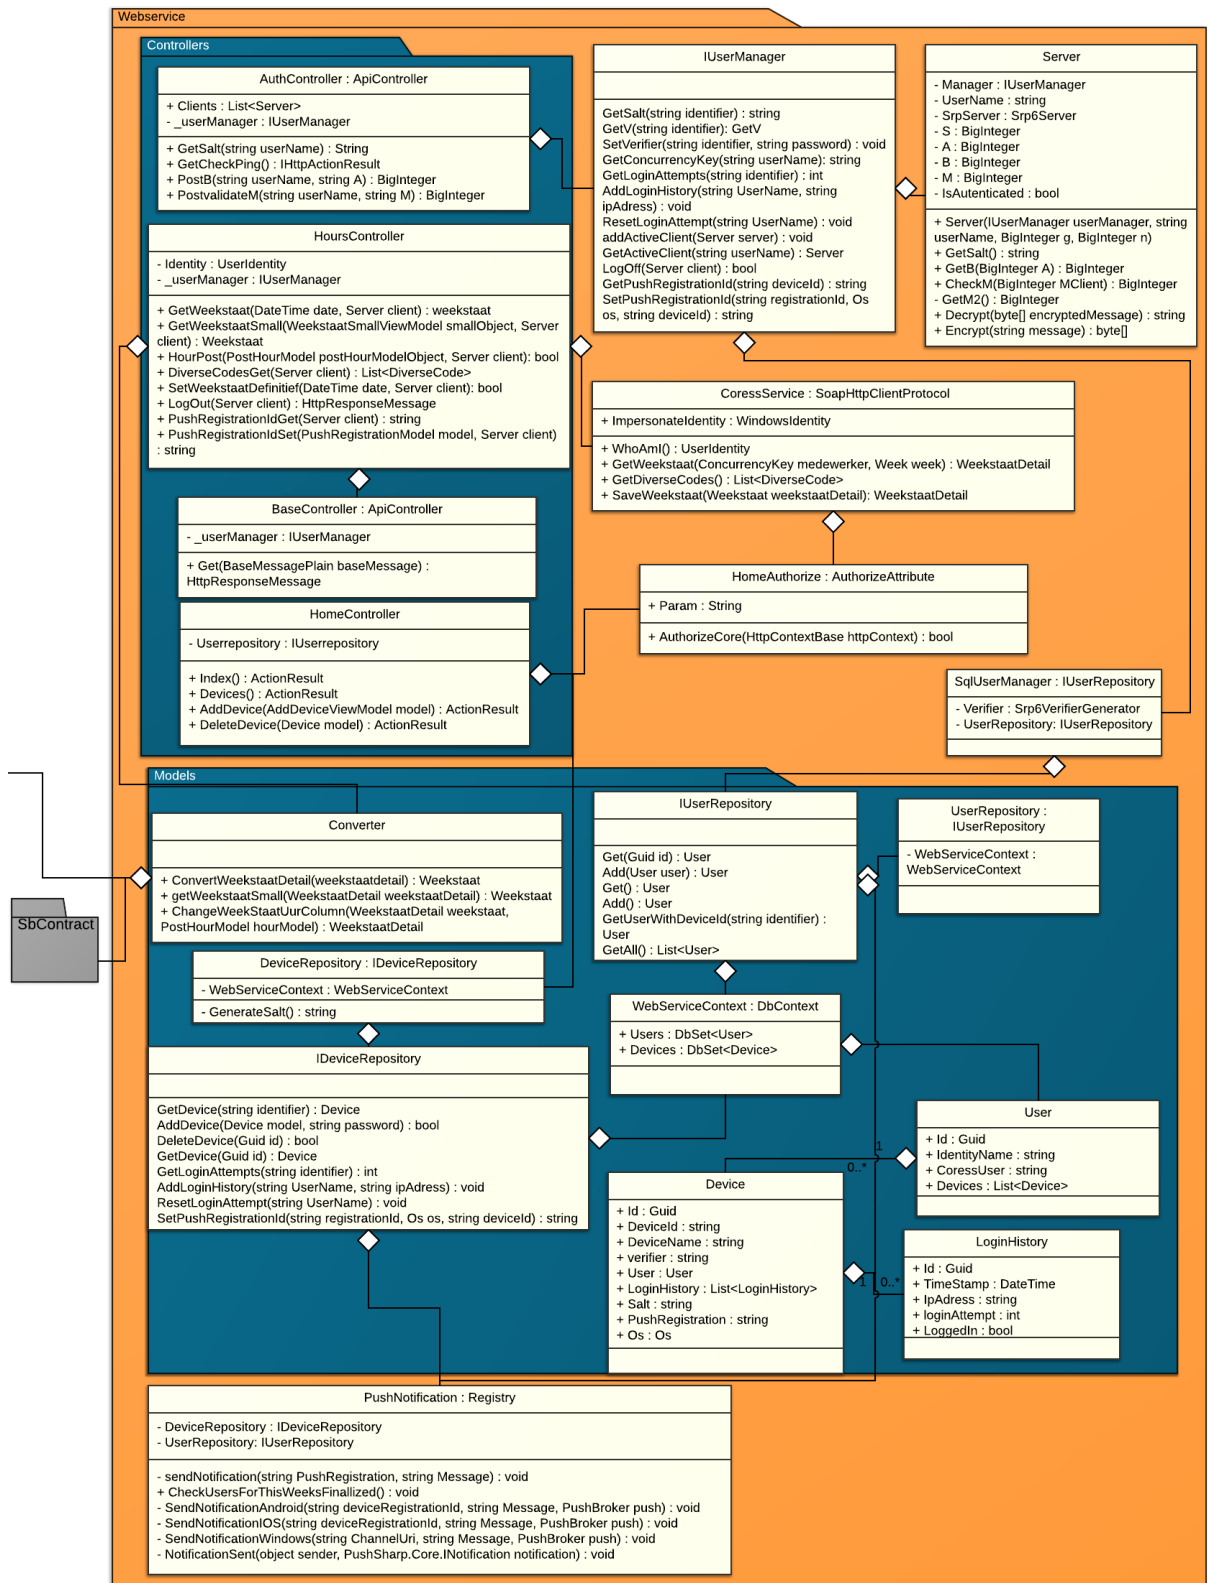 Webservice
Controllers
AuthController : ApiController
+ Clients : List<Server>
- _userManager : IUserManager
+ GetSalt(string userName) : String
+ GetCheckPing() : IHttpActionResult
+ PostB(string userName, string A) : BigInteger
+ PostvalidateM(string userName, string M) : BigInteger
HoursController
- Identity : UserIdentity
- _userManager : IUserManager
+ GetWeekstaat(DateTime date, Server client) : weekstaat
+ GetWeekstaatSmall(WeekstaatSmallViewModel smallObject, Server
client) : Weekstaat
+ HourPost(PostHourModel postHourModelObject, Server client): bool
+ DiverseCodesGet(Server client) : List<DiverseCode>
+ SetWeekstaatDefinitief(DateTime date, Server client): bool
+ LogOut(Server client) : HttpResponseMessage
+ PushRegistrationIdGet(Server client) : string
+ PushRegistrationIdSet(PushRegistrationModel model, Server client)
: string
BaseController : ApiController
- _userManager : IUserManager
+ Get(BaseMessagePlain baseMessage) :
HttpResponseMessage
HomeController
- Userrepository : IUserrepository
+ Index() : ActionResult
+ Devices() : ActionResult
+ AddDevice(AddDeviceViewModel model) : ActionResult
+ DeleteDevice(Device model) : ActionResult
IUserManager
GetSalt(string identifier) : string
GetV(string identifier): GetV
SetVerifier(string identifier, string password) : void
GetConcurrencyKey(string userName): string
GetLoginAttempts(string identifier) : int
AddLoginHistory(string UserName, string
ipAdress) : void
ResetLoginAttempt(string UserName) : void
addActiveClient(Server server) : void
GetActiveClient(string userName) : Server
LogOff(Server client) : bool
GetPushRegistrationId(string deviceId) : string
SetPushRegistrationId(string registrationId, Os
os, string deviceId) : string
Server
- Manager : IUserManager
- UserName : string
- SrpServer : Srp6Server
- S : BigInteger
- A : BigInteger
- B : BigInteger
- M : BigInteger
- IsAutenticated : bool
+ Server(IUserManager userManager, string
userName, BigInteger g, BigInteger n)
+ GetSalt() : string
+ GetB(BigInteger A) : BigInteger
+ CheckM(BigInteger MClient) : BigInteger
- GetM2() : BigInteger
+ Decrypt(byte[] encryptedMessage) : string
+ Encrypt(string message) : byte[]
CoressService : SoapHttpClientProtocol
+ ImpersonateIdentity : WindowsIdentity
+ WhoAmI() : UserIdentity
+ GetWeekstaat(ConcurrencyKey medewerker, Week week) : WeekstaatDetail
+ GetDiverseCodes() : List<DiverseCode>
+ SaveWeekstaat(Weekstaat weekstaatDetail): WeekstaatDetail
HomeAuthorize : AuthorizeAttribute
+ Param : String
+ AuthorizeCore(HttpContextBase httpContext) : bool
SqlUserManager : IUserRepository
- Verifier : Srp6VerifierGenerator
- UserRepository: IUserRepository
Models
Converter
+ ConvertWeekstaatDetail(weekstaatdetail) : Weekstaat
+ getWeekstaatSmall(WeekstaatDetail weekstaatDetail) : Weekstaat
+ ChangeWeekStaatUurColumn(WeekstaatDetail weekstaat,
PostHourModel hourModel) : WeekstaatDetail
SbContract
DeviceRepository : IDeviceRepository
- WebServiceContext : WebServiceContext
- GenerateSalt() : string
IDeviceRepository
GetDevice(string identifier) : Device
AddDevice(Device model, string password) : bool
DeleteDevice(Guid id) : bool
GetDevice(Guid id) : Device
GetLoginAttempts(string identifier) : int
AddLoginHistory(string UserName, string ipAdress) : void
ResetLoginAttempt(string UserName) : void
SetPushRegistrationId(string registrationId, Os os, string deviceId) : string
IUserRepository
Get(Guid id) : User
Add(User user) : User
Get() : User
Add() : User
GetUserWithDeviceId(string identifier) :
User
GetAll() : List<User>
UserRepository :
IUserRepository
- WebServiceContext :
WebServiceContext
WebServiceContext : DbContext
+ Users : DbSet<User>
+ Devices : DbSet<Device>
User
+ Id : Guid
+ IdentityName : string
+ CoressUser : string
+ Devices : List<Device>
1
0..*
Device
+ Id : Guid
+ DeviceId : string
+ DeviceName : string
+ verifier : string
+ User : User
+ LoginHistory : List<LoginHistory>
+ Salt : string
+ PushRegistration : string
+ Os : Os
1
0..*
LoginHistory
+ Id : Guid
+ TimeStamp : DateTime
+ IpAdress : string
+ loginAttempt : int
+ LoggedIn : bool
PushNotification : Registry
- DeviceRepository : IDeviceRepository
- UserRepository: IUserRepository
- sendNotification(string PushRegistration, string Message) : void
+ CheckUsersForThisWeeksFinallized() : void
- SendNotificationAndroid(string deviceRegistrationId, string Message, PushBroker push) : void
- SendNotificationIOS(string deviceRegistrationId, string Message, PushBroker push) : void
- SendNotificationWindows(string ChannelUri, string Message, PushBroker push) : void
- NotificationSent(object sender, PushSharp.Core.INotification notification) : void